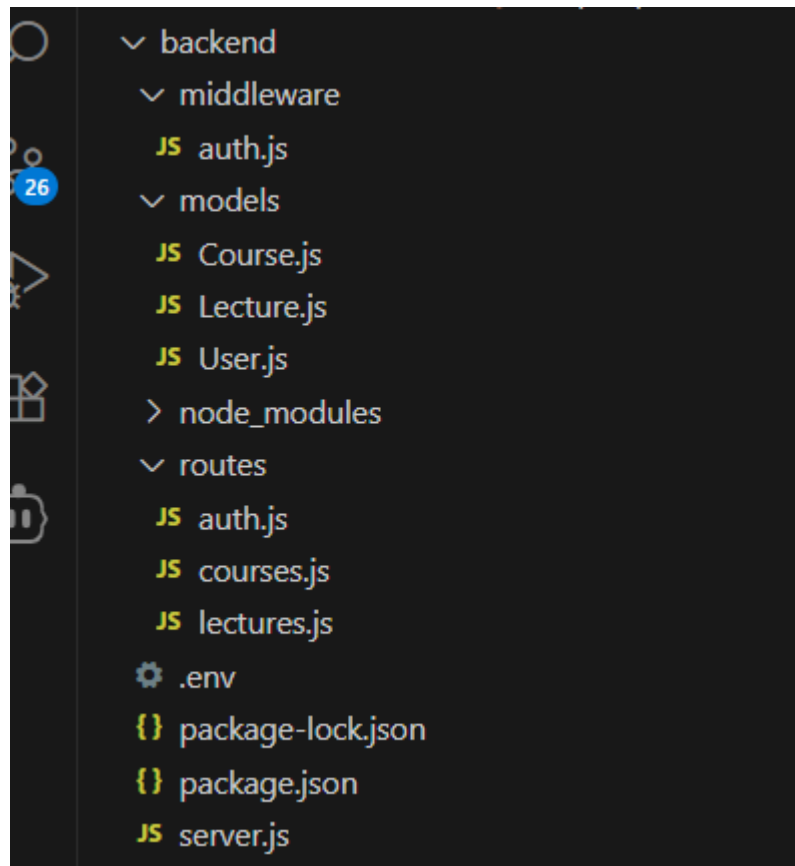 backend
middleware
JS auth.js
26
models
JS Course.js
JS Lecture.js
JS User.js
node_modules
routes
JS auth.js
JS courses.js
JS lectures.js
.env
{} package-lock.json
{} package.json
JS server.js